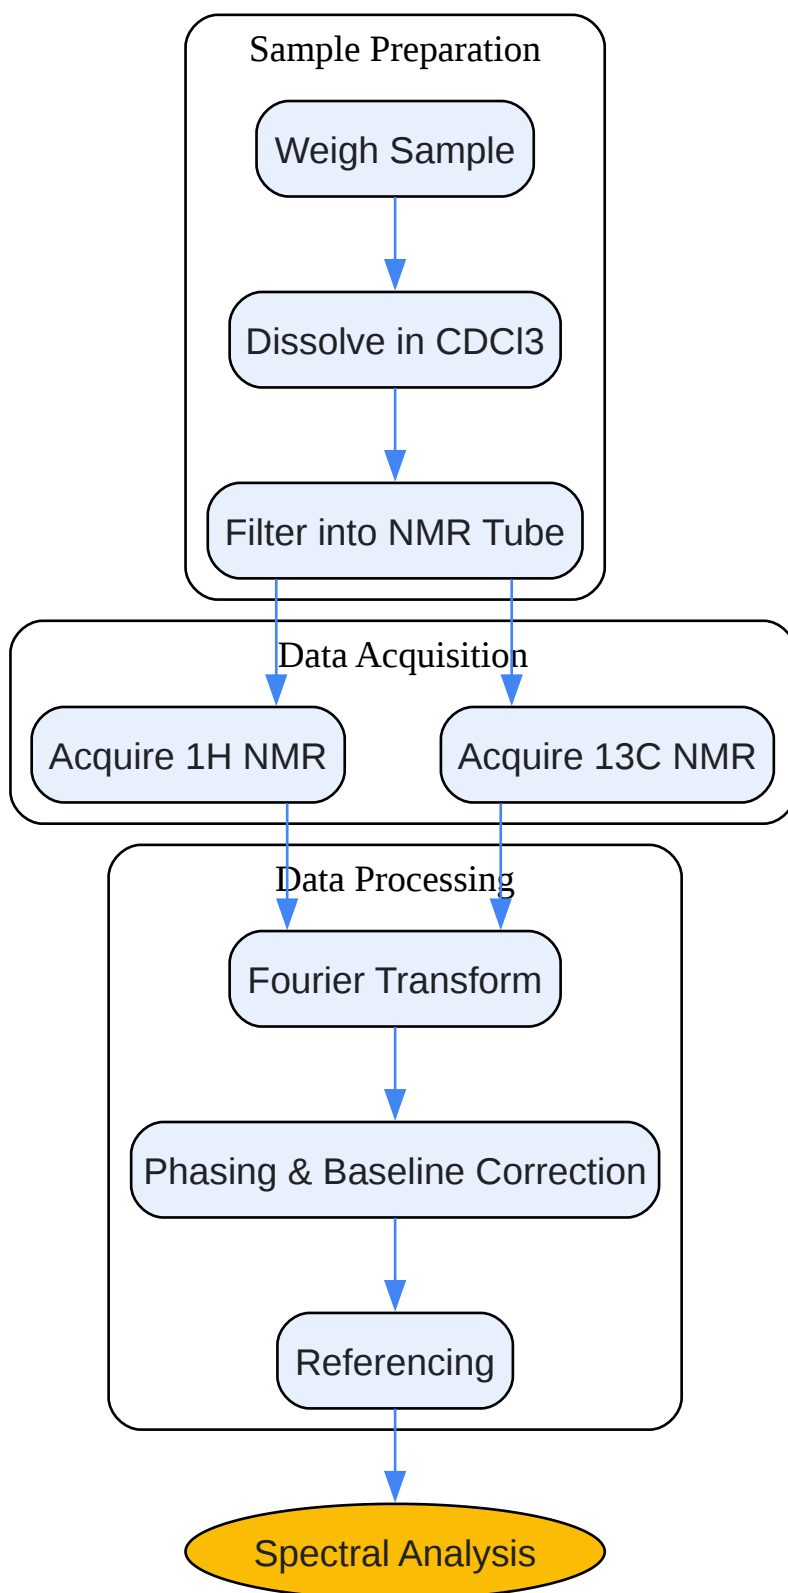 Sample Preparation
Weigh Sample
Dissolve in CDCl3
Filter into NMR Tube
Data Acquisition
Acquire 1H NMR
Acquire 13C NMR
Data Processing
Fourier Transform
Phasing & Baseline Correction
Referencing
Spectral Analysis